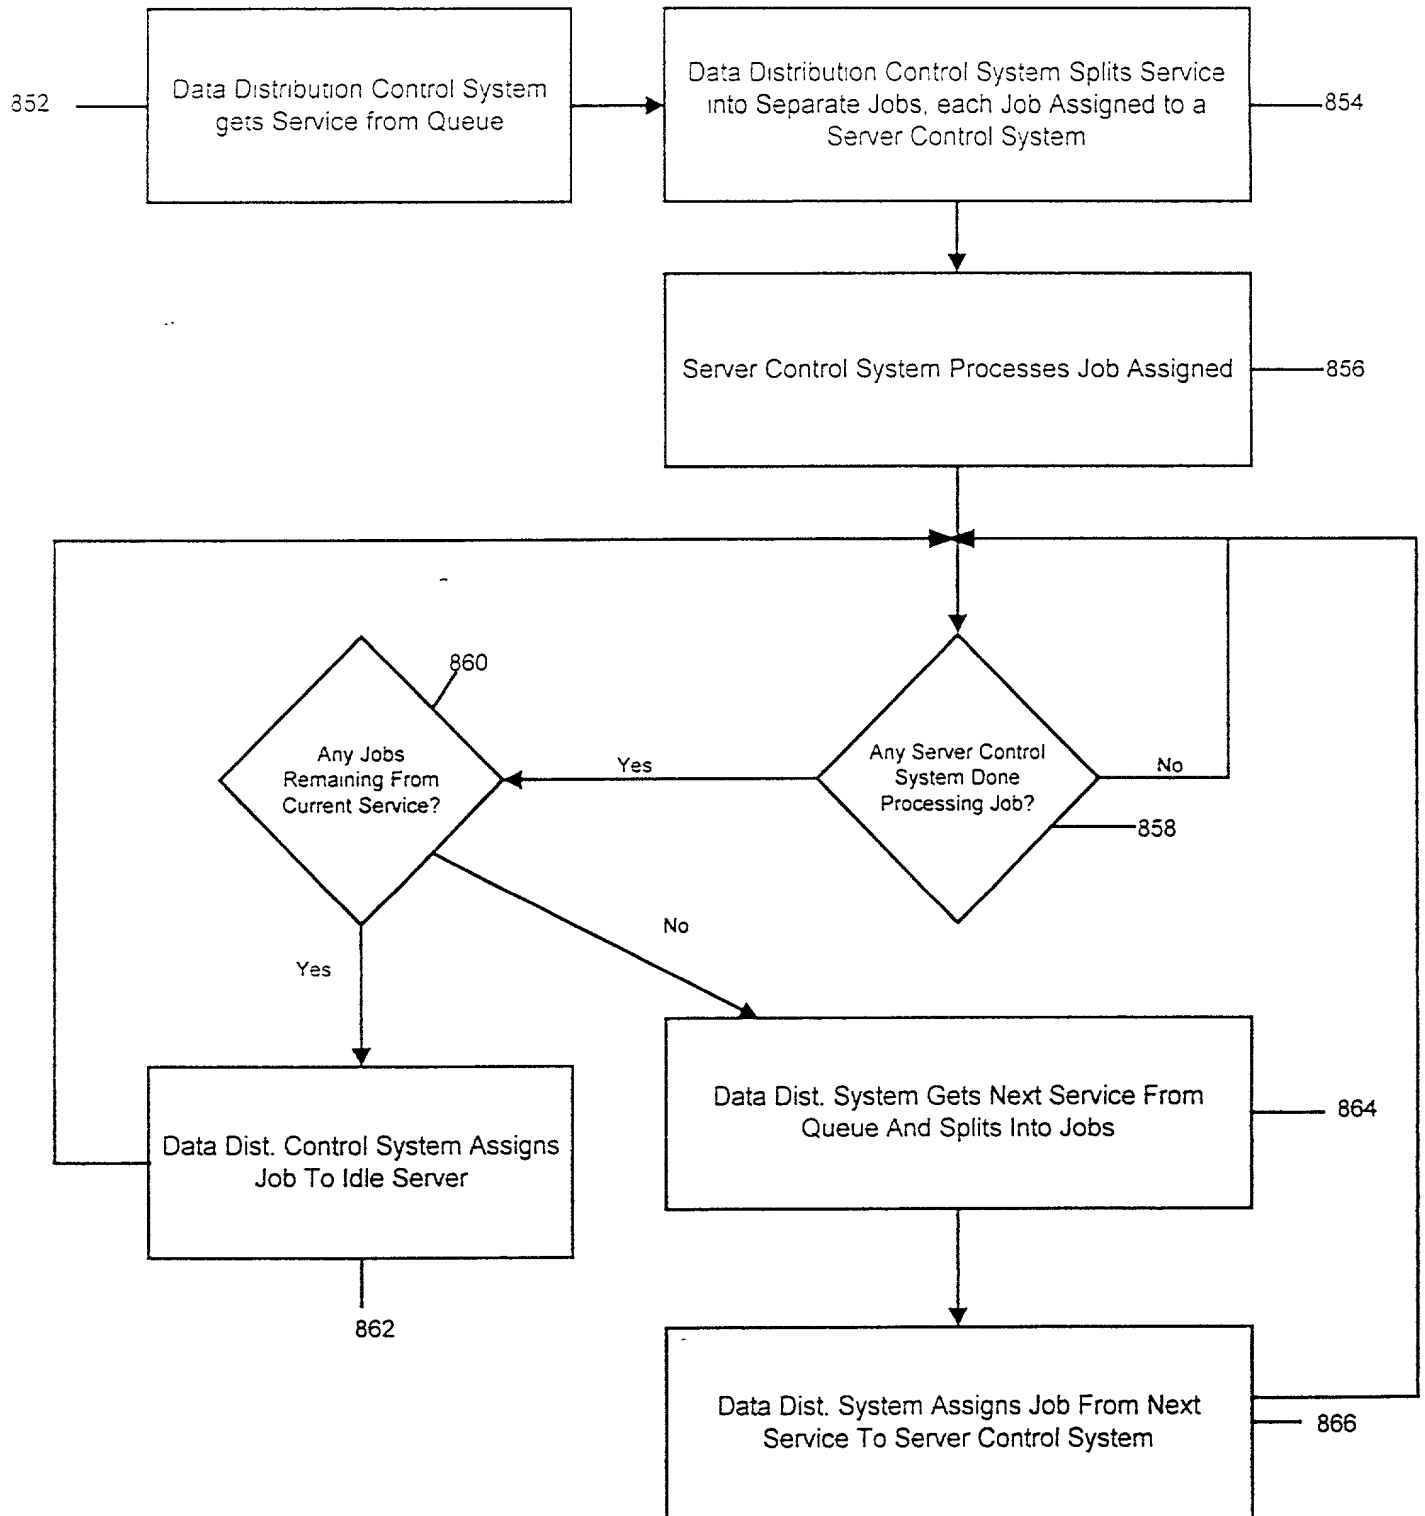 852
Data Distribution Control System
gets Service from Queue
Data Distribution Control System Splits Service
into Separate Jobs, each Job Assigned to a
Server Control System
854
Server Control System Processes Job Assigned
856
860
Any Jobs
Remaining From
Current Service?
Yes
Any Server Control
System Done
Processing Job?
No
858
No
Yes
Data Dist. Control System Assigns
Job To Idle Server
862
Data Dist. System Gets Next Service From
Queue And Splits Into Jobs
864
Data Dist. System Assigns Job From Next
Service To Server Control System
866